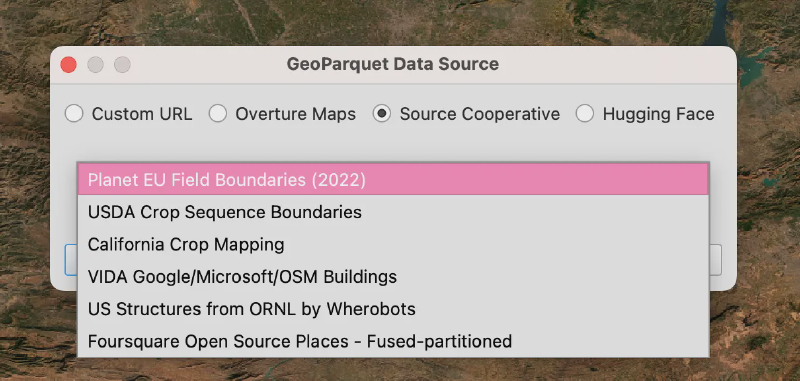 GeoParquet Data Source
Custom URL Overture Maps Source Cooperative Hugging Face
Planet EU Field Boundaries (2022)
USDA Crop Sequence Boundaries
California Crop Mapping
VIDA Google/Microsoft/OSM Buildings
US Structures from ORNL by Wherobots
Foursquare Open Source Places - Fused-partitioned